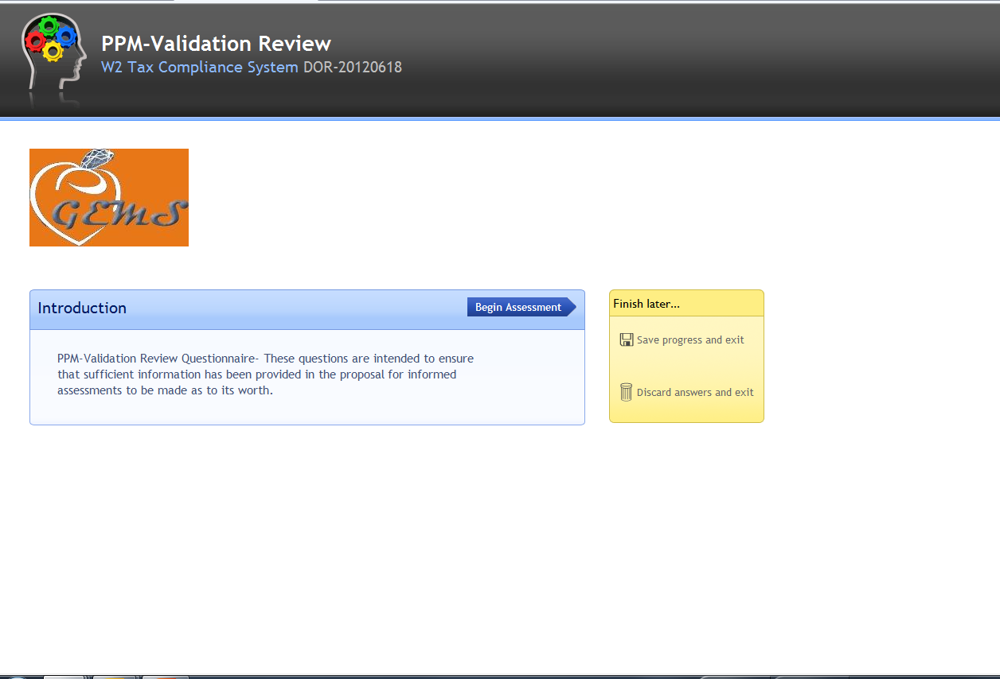 PPM-Validation Review
W2 Tax Compliance System DOR-20120618
GEMS
Introduction
Begin Assessment
PPM-Validation Review Questionnaire- These questions are intended to ensure
that sufficient information has been provided in the proposal for informed
assessments to be made as to its worth.
Finish later...
Save progress and exit
Discard answers and exit